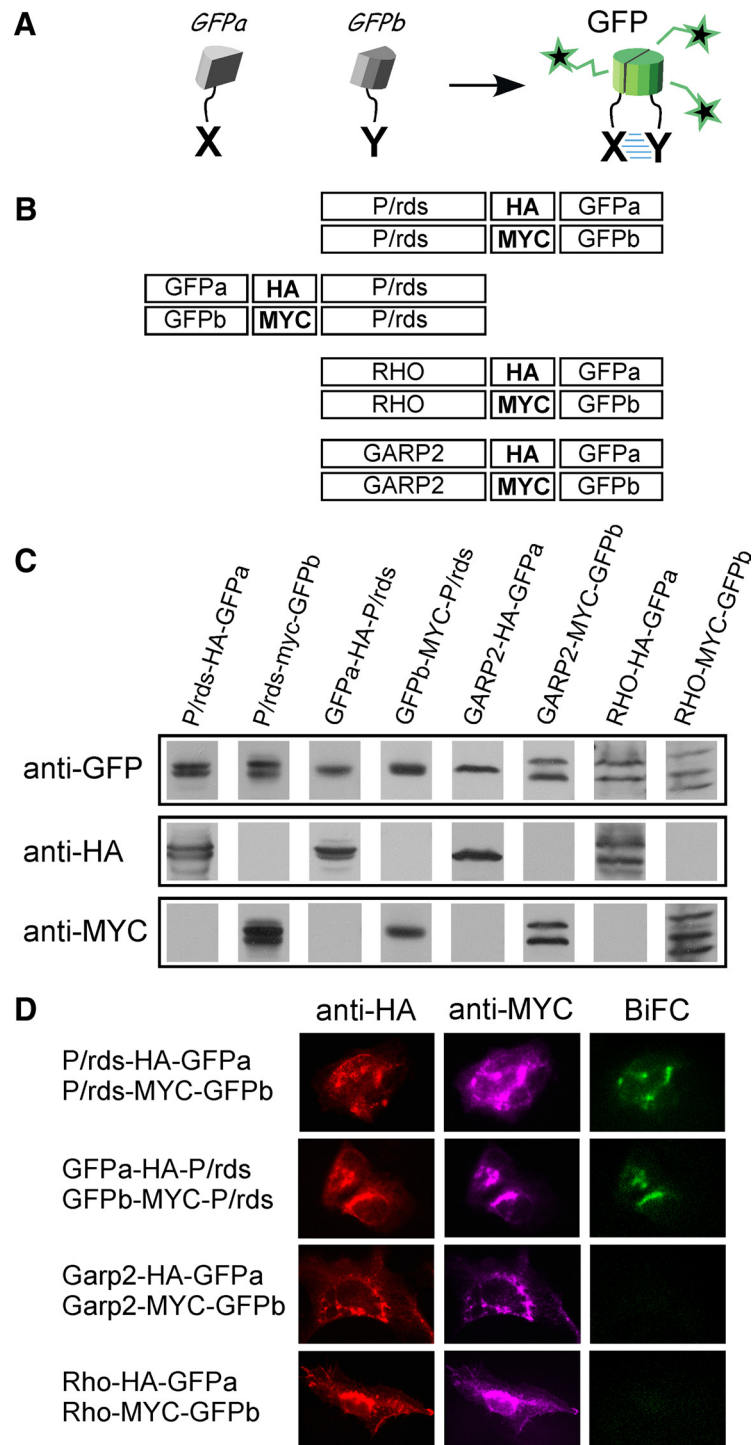 A
GFPa
GFPb
GFP
X
Y
X Y
B
P/rds HA GFPa
P/rds MYC GFPb
GFPa HA P/rds
GFPb MYC P/rds
RHO HA GFPa
RHO MYC GFPb
GARP2 HA GFPa
GARP2 MYC GFPb
C
P/rds-HA-GFPa
P/rds-myc-GFPb
GFPa-HA-P/rds
GFPb-MYC-P/rds
GARP2-HA-GFPa
GARP2-MYC-GFPb
RHO-HA-GFPa
RHO-MYC-GFPb
anti-GFP
anti-HA
anti-MYC
D
anti-HA anti-MYC BiFC
P/rds-HA-GFPa
P/rds-MYC-GFPb
GFPa-HA-P/rds
GFPb-MYC-P/rds
Garp2-HA-GFPa
Garp2-MYC-GFPb
Rho-HA-GFPa
Rho-MYC-GFPb